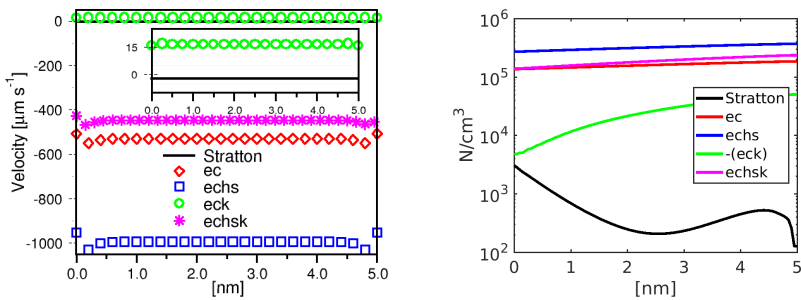 0
-200
-400
-600
-800
-1000
Velocity [μm s⁻¹]
15
0
0.0 1.0 2.0 3.0 4.0 5.0
Stratton
ec
echs
eck
echsk
0.0 1.0 2.0 3.0 4.0 5.0
[nm]
10⁶
10⁵
10⁴
10³
10²
N/cm³
Stratton
ec
echs
-(eck)
echsk
0 1 2 3 4 5
[nm]